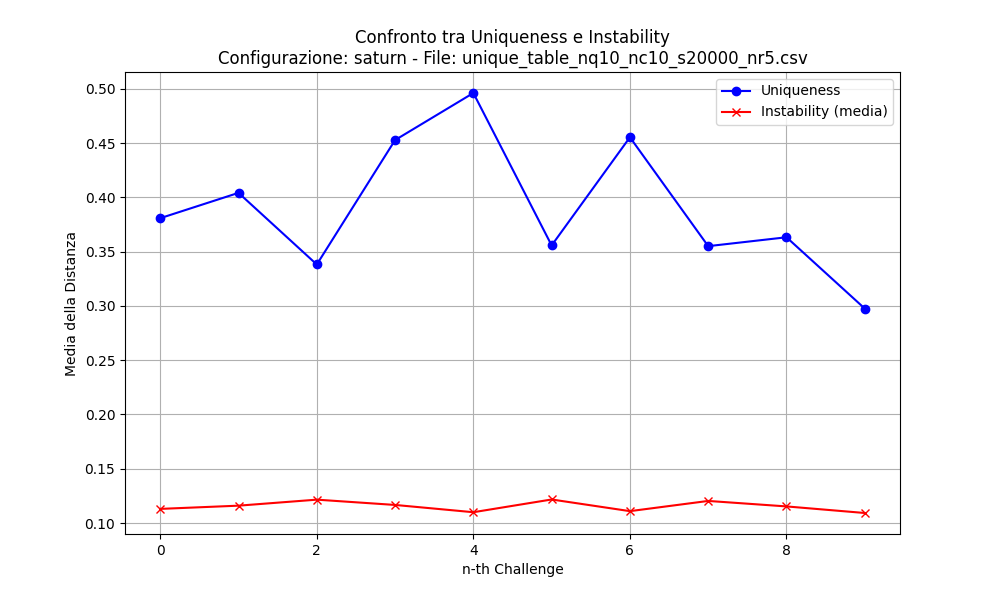 Confronto tra Uniqueness e Instability
Configurazione: saturn - File: unique_table_nq10_nc10_s20000_nr5.csv
Uniqueness
Instability (media)
Media della Distanza
0.50
0.45
0.40
0.35
0.30
0.25
0.20
0.15
0.10
0
2
4
6
8
n-th Challenge